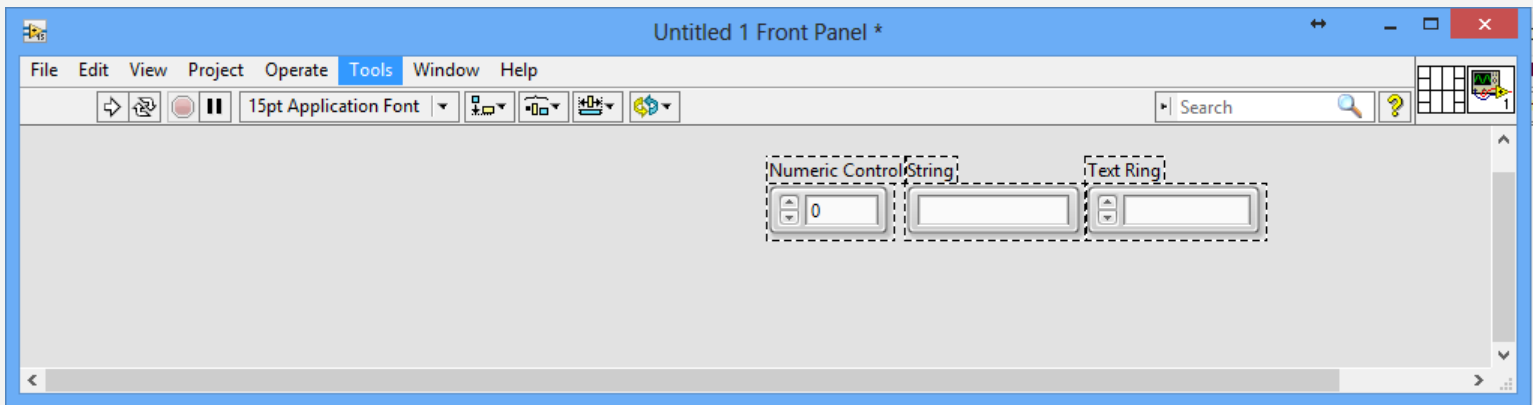 Untitled 1 Front Panel *
File Edit View Project Operate Tools Window Help
15pt Application Font Search ? 1
Numeric Control String Text Ring
0